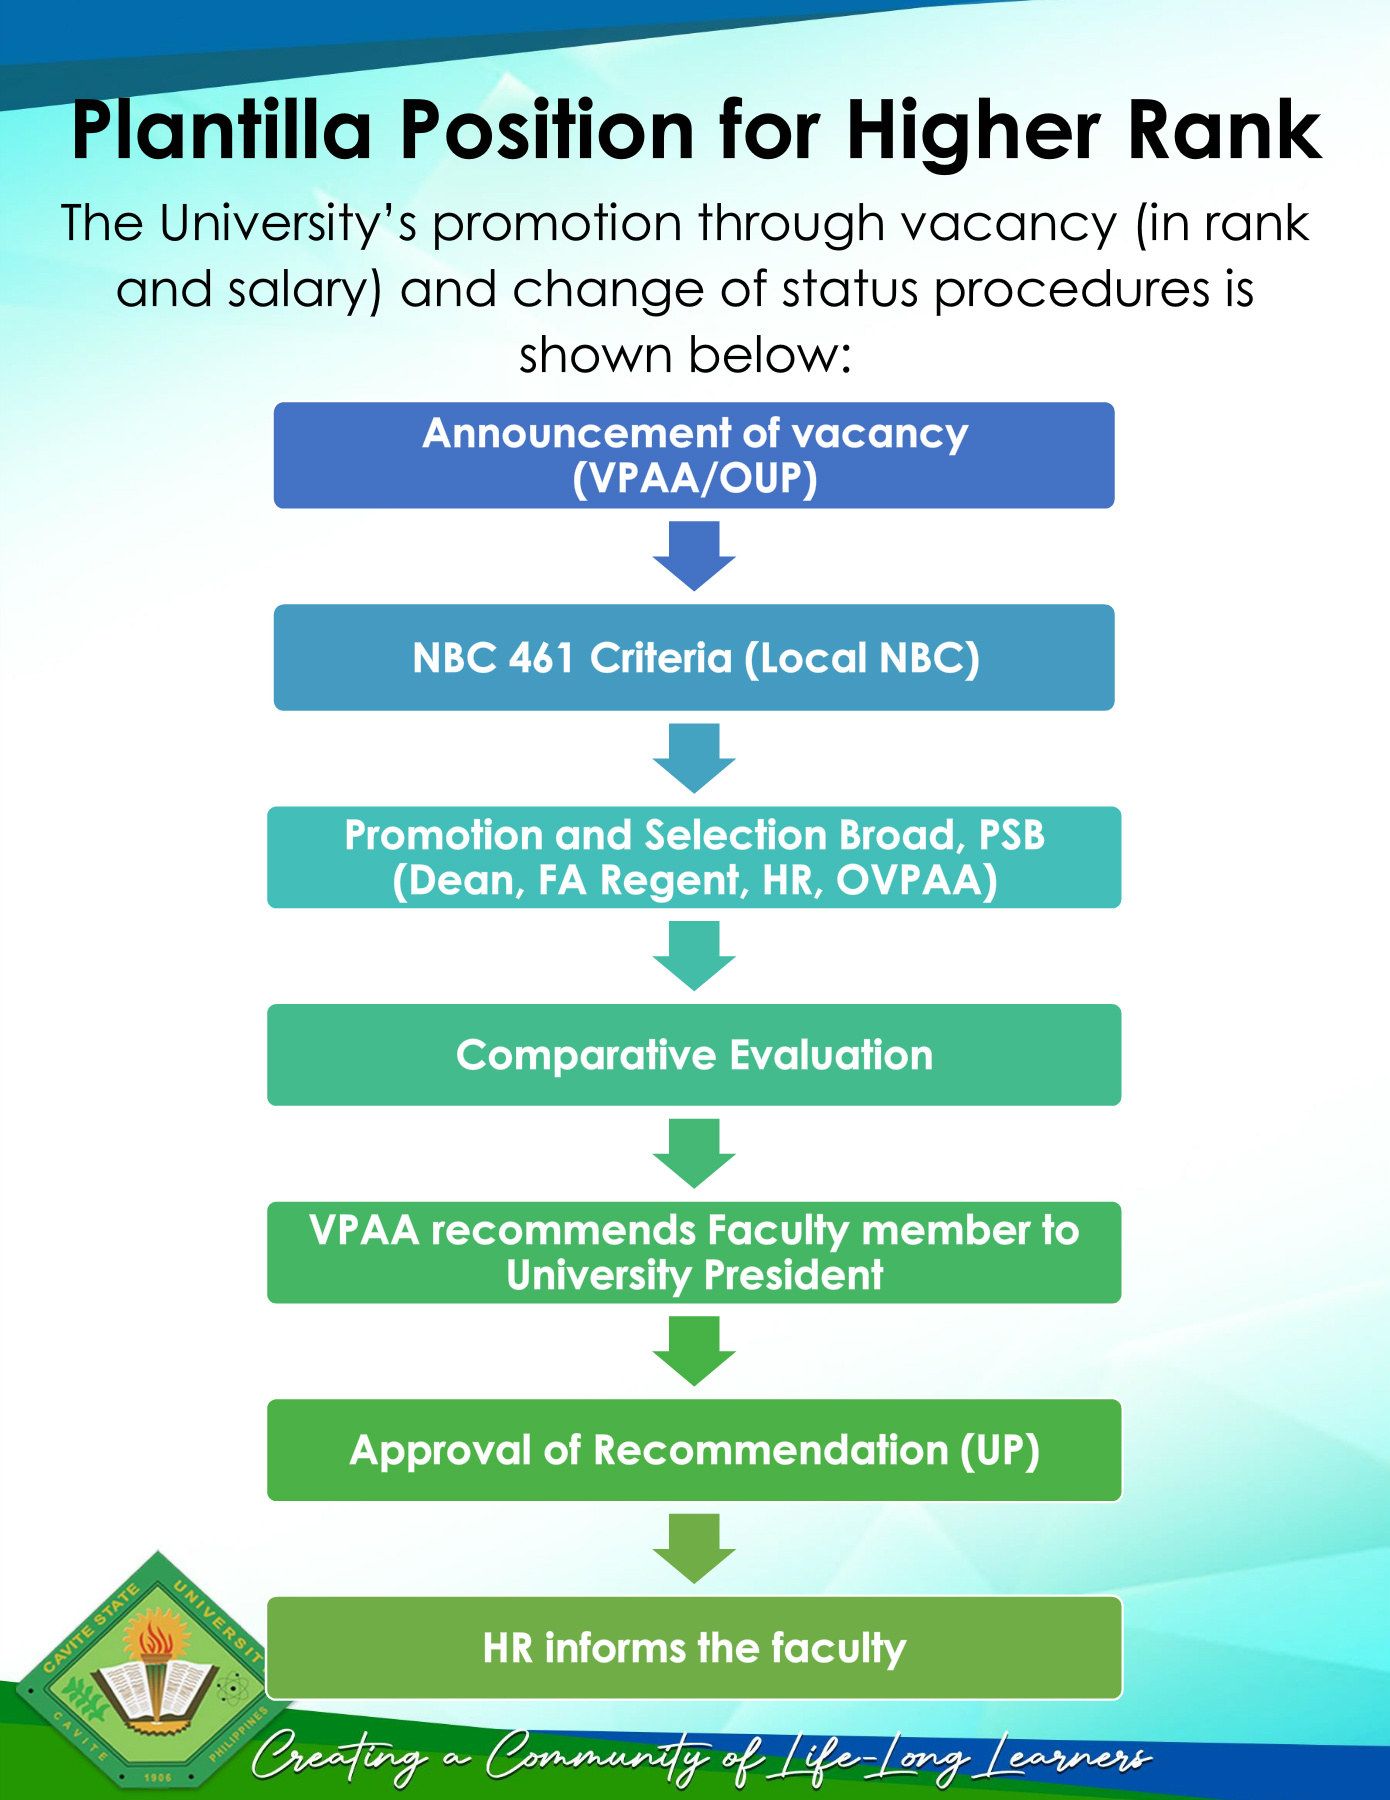 Plantilla Position for Higher Rank
The University’s promotion through vacancy (in rank
and salary) and change of status procedures is
shown below:
Announcement of vacancy
(VPAA/OUP)
NBC 461 Criteria (Local NBC)
Promotion and Selection Broad, PSB
(Dean, FA Regent, HR, OVPAA)
Comparative Evaluation
VPAA recommends Faculty member to
University President
Approval of Recommendation (UP)
HR informs the faculty
CAVITE STATE
UNIVERSIT
CAVITE
PHILIPPINES
1906
Creating a Community of Life-Long Learners